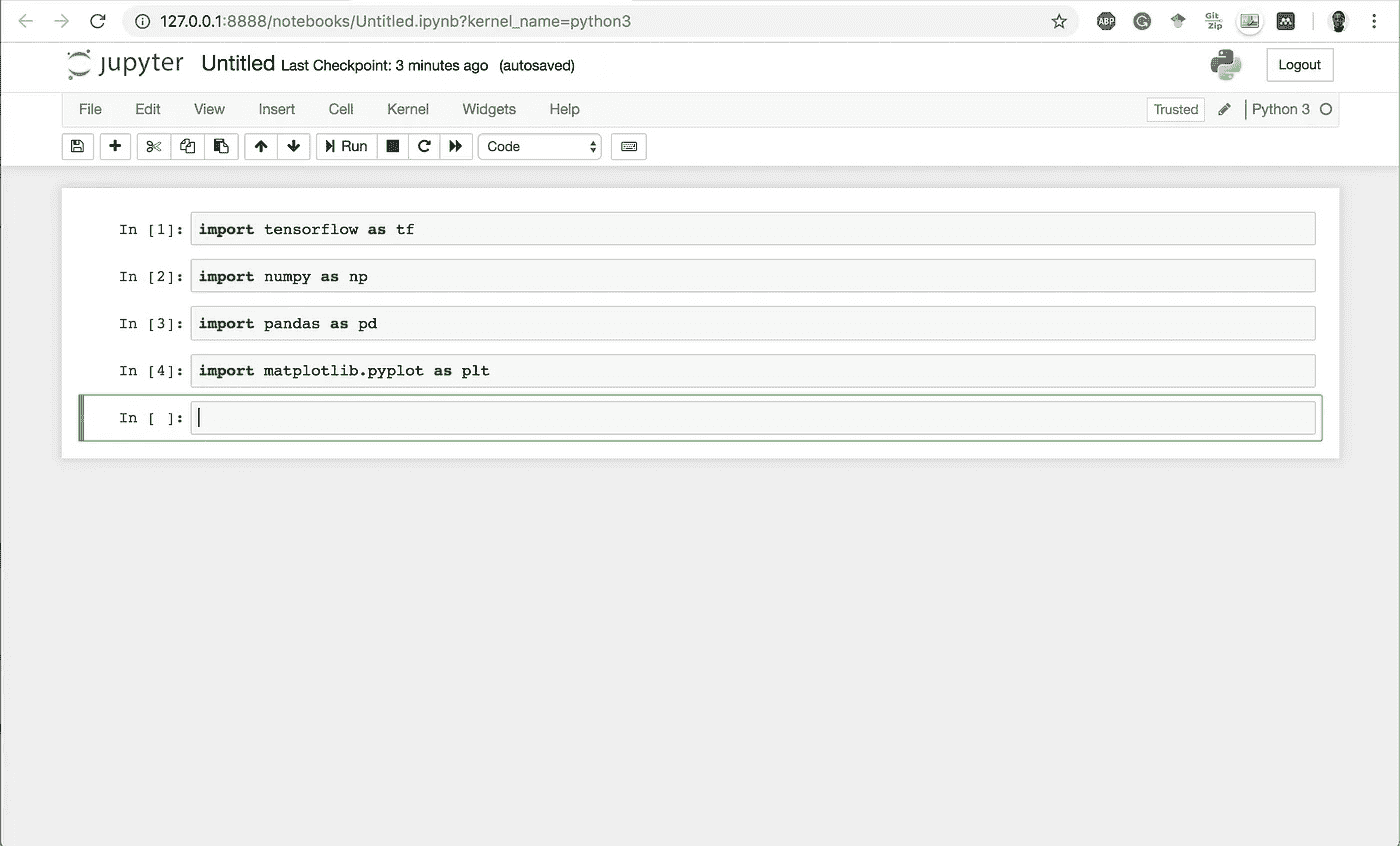 127.0.0.1:8888/notebooks/Untitled.ipynb?kernel_name=python3
ABP
Git
Zip
jupyter Untitled Last Checkpoint: 3 minutes ago (autosaved)
Logout
File Edit View Insert Cell Kernel Widgets Help
Trusted
Python 3
Run
Code
In [1]: import tensorflow as tf
In [2]: import numpy as np
In [3]: import pandas as pd
In [4]: import matplotlib.pyplot as plt
In [ ]: